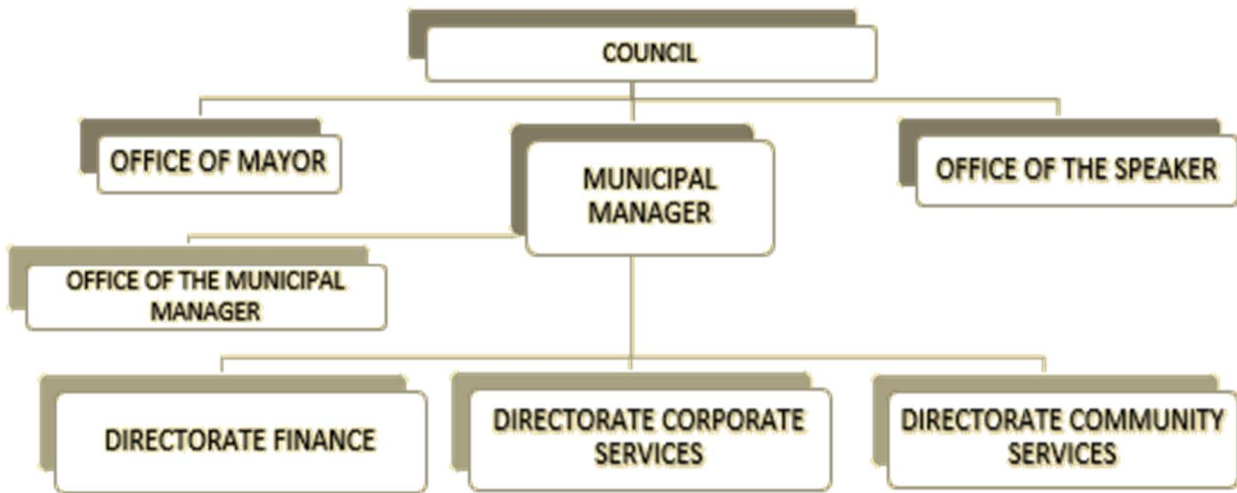 COUNCIL
OFFICE OF MAYOR
MUNICIPAL
MANAGER
OFFICE OF THE SPEAKER
OFFICE OF THE MUNICIPAL
MANAGER
DIRECTORATE FINANCE
DIRECTORATE CORPORATE
SERVICES
DIRECTORATE COMMUNITY
SERVICES